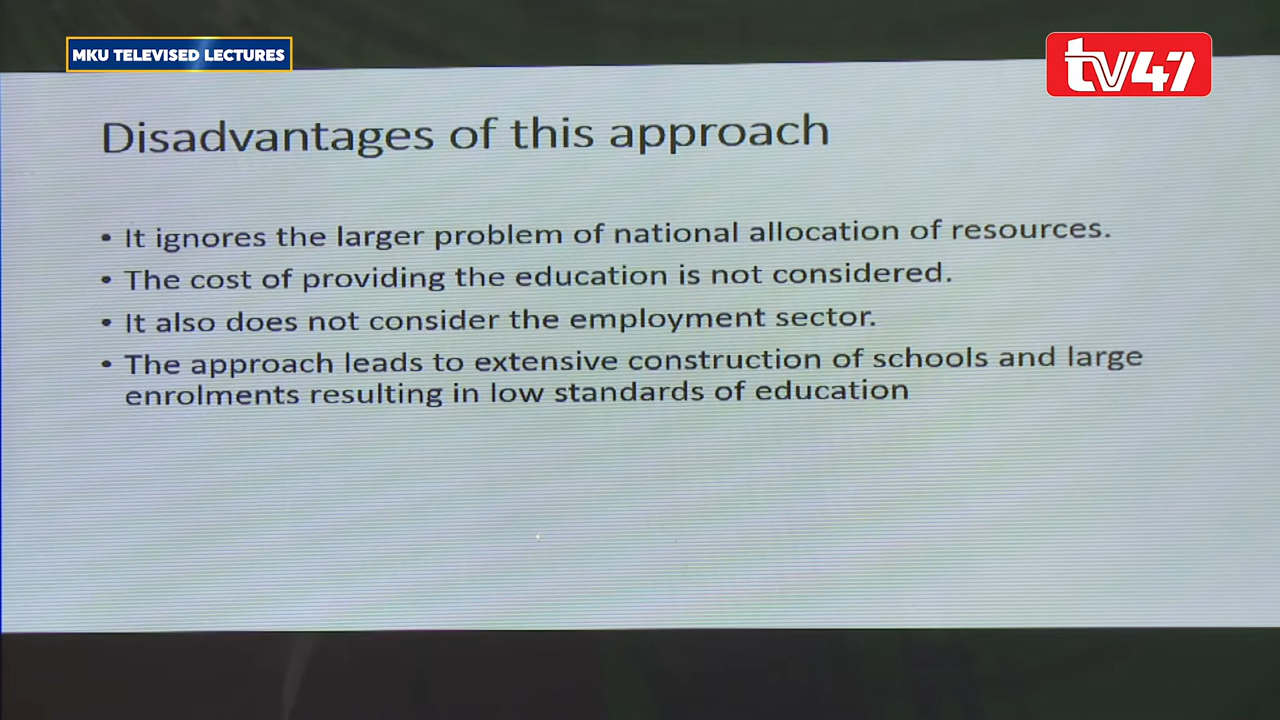 MKU TELEVISED LECTURES
tv47
Disadvantages of this approach
• It ignores the larger problem of national allocation of resources.
• The cost of providing the education is not considered.
• It also does not consider the employment sector.
• The approach leads to extensive construction of schools and large
enrolments resulting in low standards of education